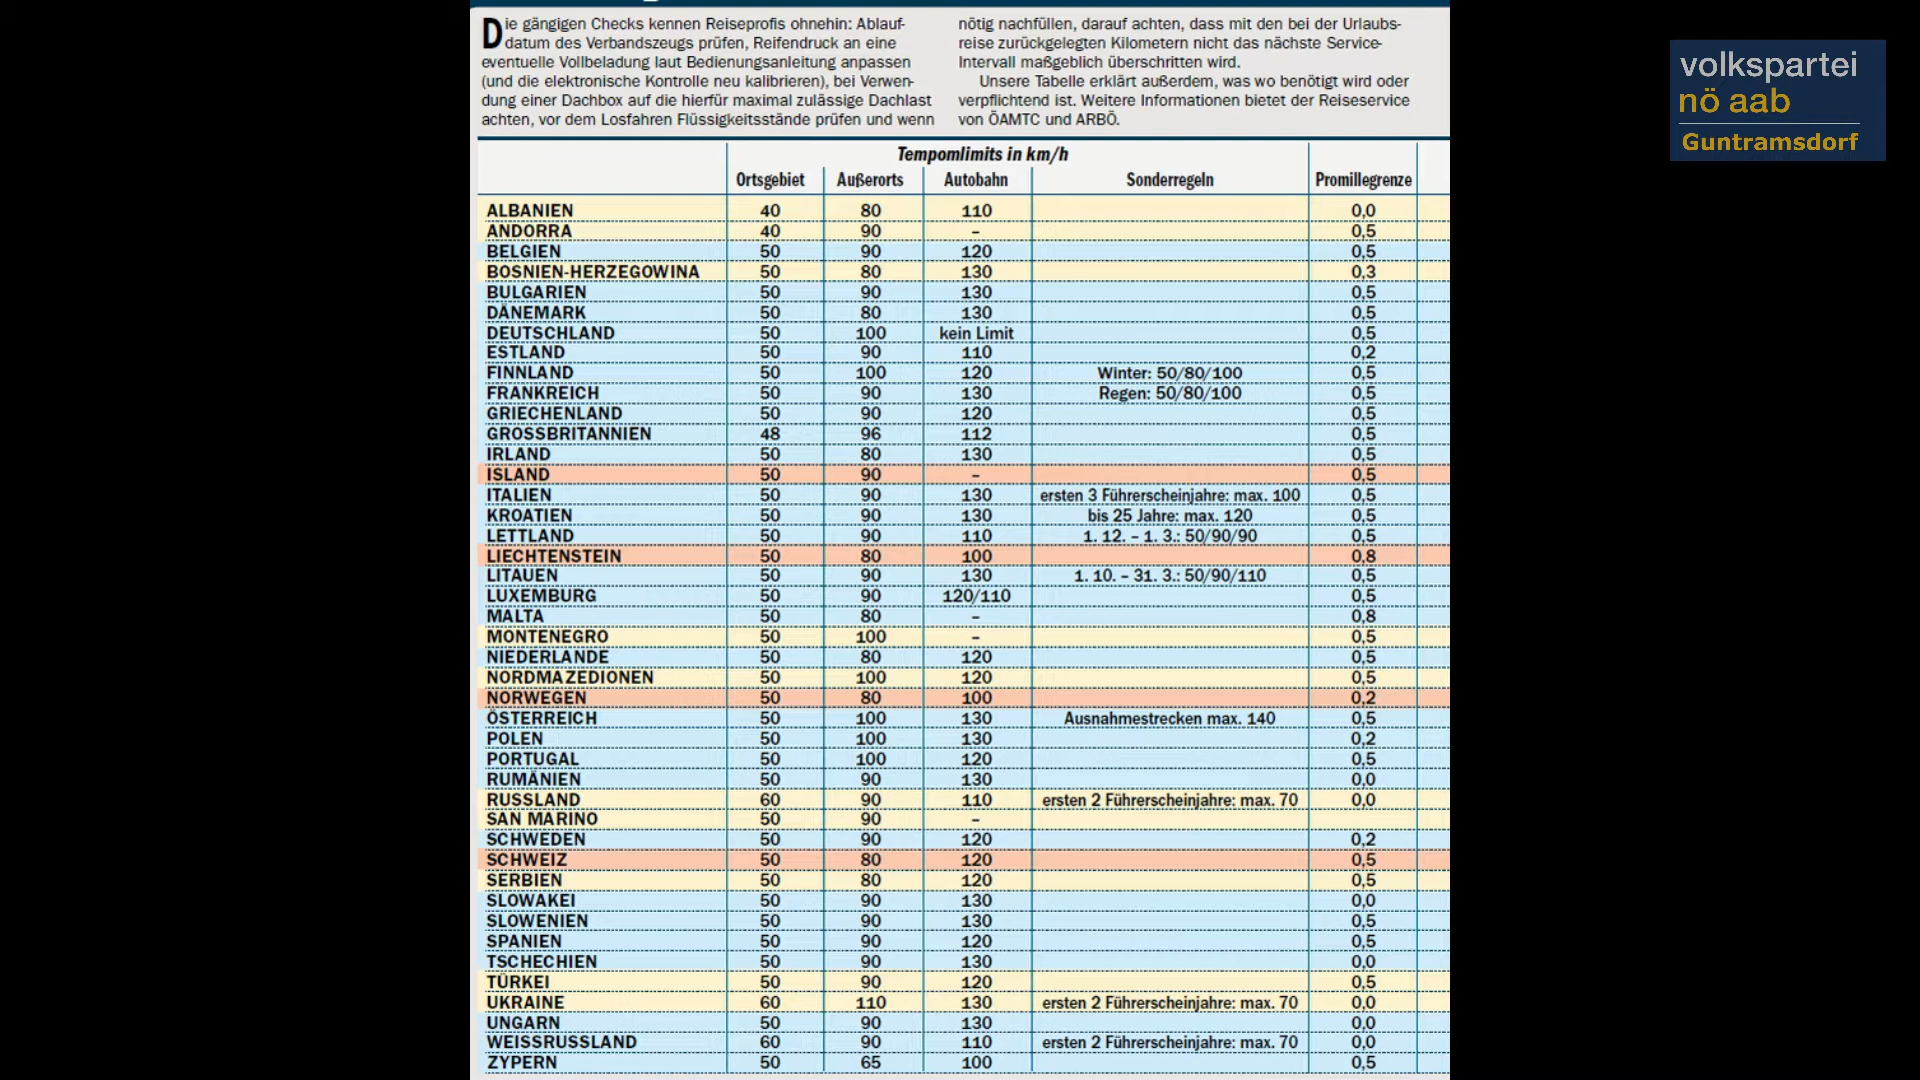 Die gängigen Checks kennen Reiseprofis ohnehin: Ablauf-
datum des Verbandszeugs prüfen, Reifendruck an eine
eventuelle Vollbeladung laut Bedienungsanleitung anpassen
(und die elektronische Kontrolle neu kalibrieren), bei Verwen-
dung einer Dachbox auf die hierfür maximal zulässige Dachlast
achten, vor dem Losfahren Flüssigkeitsstände prüfen und wenn
nötig nachfüllen, darauf achten, dass mit den bei der Urlaubs-
reise zurückgelegten Kilometern nicht das nächste Service-
Intervall maßgeblich überschritten wird.
Unsere Tabelle erklärt außerdem, was wo benötigt wird oder
verpflichtend ist. Weitere Informationen bietet der Reiseservice
von ÖAMTC und ARBÖ.
volkspartei
nö aab
Guntramsdorf
Tempomlimits in km/h
Ortsgebiet Außerorts Autobahn Sonderregeln Promillegrenze
ALBANIEN 40 80 110 0,0
ANDORRA 40 90 – 0,5
BELGIEN 50 90 120 0,5
BOSNIEN-HERZEGOWINA 50 80 130 0,3
BULGARIEN 50 90 130 0,5
DÄNEMARK 50 80 130 0,5
DEUTSCHLAND 50 100 kein Limit 0,5
ESTLAND 50 90 110 0,2
FINNLAND 50 100 120 Winter: 50/80/100 0,5
FRANKREICH 50 90 130 Regen: 50/80/100 0,5
GRIECHENLAND 50 90 120 0,5
GROSSBRITANNIEN 48 96 112 0,5
IRLAND 50 80 130 0,5
ISLAND 50 90 – 0,5
ITALIEN 50 90 130 ersten 3 Führerscheinjahre: max. 100 0,5
KROATIEN 50 90 130 bis 25 Jahre: max. 120 0,5
LETTLAND 50 90 110 1. 12. – 1. 3.: 50/90/90 0,5
LIECHTENSTEIN 50 80 100 0,8
LITAUEN 50 90 130 1. 10. – 31. 3.: 50/90/110 0,5
LUXEMBURG 50 90 120/110 0,5
MALTA 50 80 – 0,8
MONTENEGRO 50 100 – 0,5
NIEDERLANDE 50 80 120 0,5
NORDMAZEDIONEN 50 100 120 0,5
NORWEGEN 50 80 100 0,2
ÖSTERREICH 50 100 130 Ausnahmestrecken max. 140 0,5
POLEN 50 100 130 0,2
PORTUGAL 50 100 120 0,5
RUMÄNIEN 50 90 130 0,0
RUSSLAND 60 90 110 ersten 2 Führerscheinjahre: max. 70 0,0
SAN MARINO 50 90 –
SCHWEDEN 50 90 120 0,2
SCHWEIZ 50 80 120 0,5
SERBIEN 50 80 120 0,5
SLOWAKEI 50 90 130 0,0
SLOWENIEN 50 90 130 0,5
SPANIEN 50 90 120 0,5
TSCHECHIEN 50 90 130 0,0
TÜRKEI 50 90 120 0,5
UKRAINE 60 110 130 ersten 2 Führerscheinjahre: max. 70 0,0
UNGARN 50 90 130 0,0
WEISSRUSSLAND 60 90 110 ersten 2 Führerscheinjahre: max. 70 0,0
ZYPERN 50 65 100 0,5